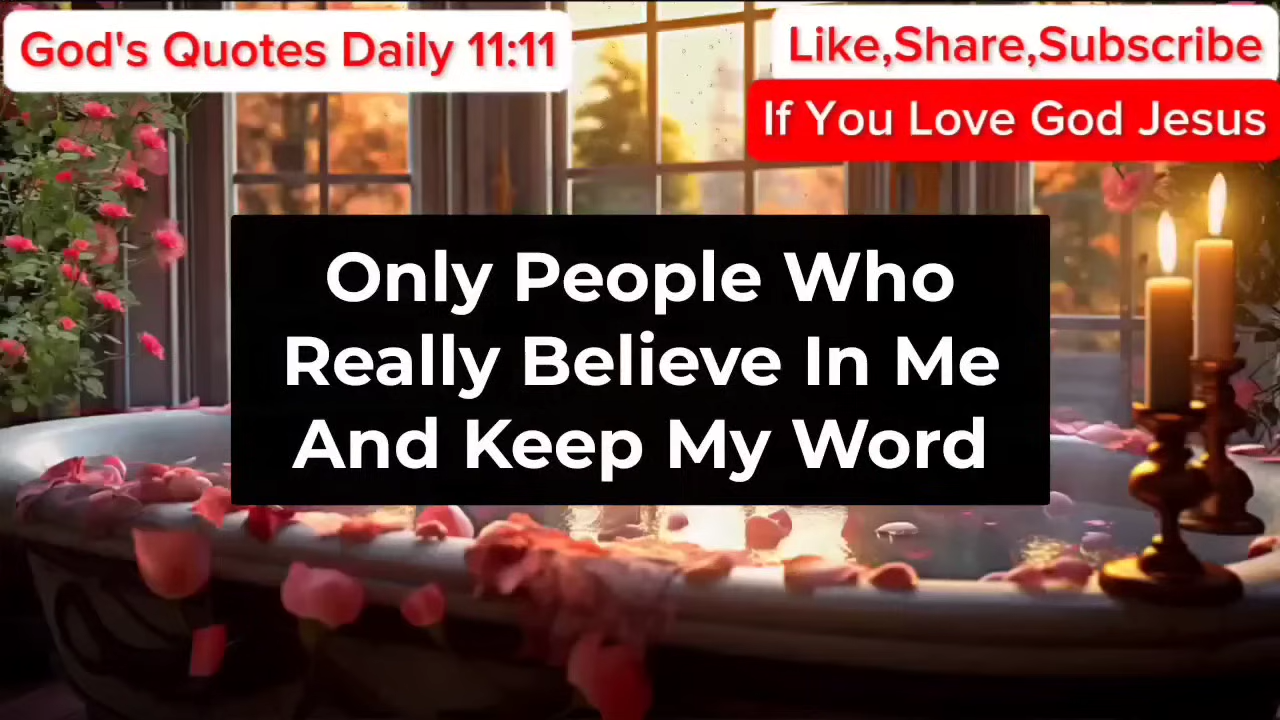 God's Quotes Daily 11:11
Like,Share,Subscribe
If You Love God Jesus
Only People Who
Really Believe In Me
And Keep My Word